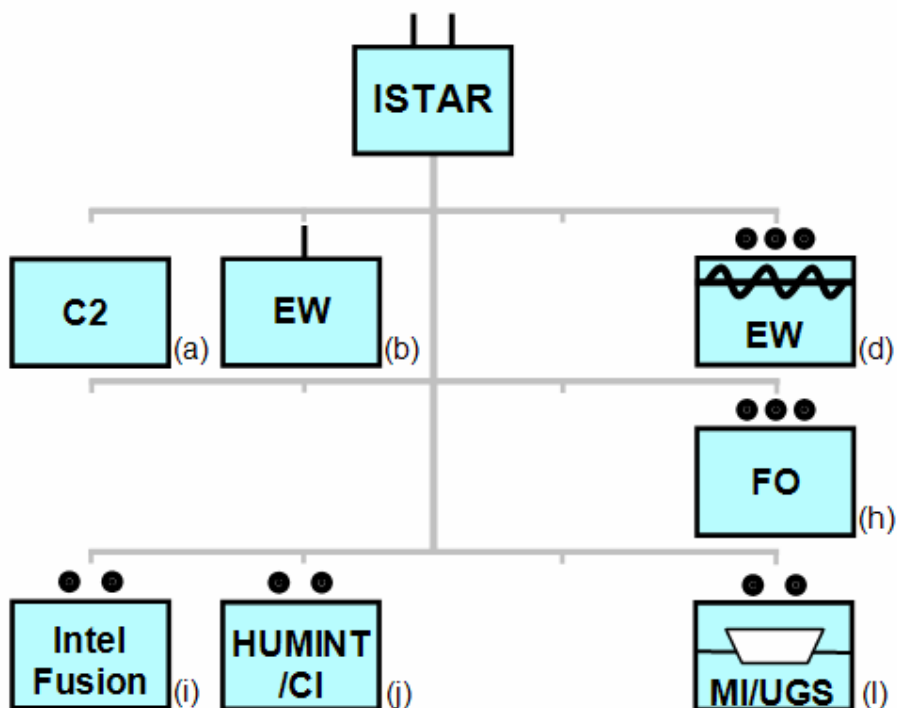 ISTAR
C2
(a)
EW
(b)
EW
(d)
FO
(h)
Intel
Fusion
(i)
HUMINT
/CI
(j)
MI/UGS
(l)